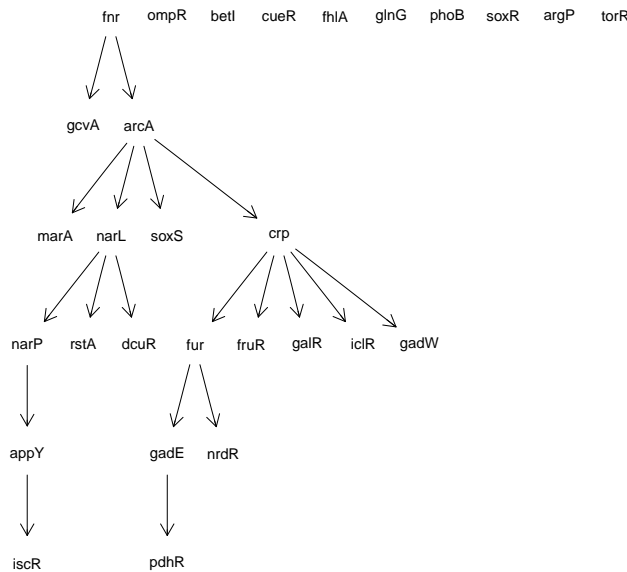 fnr ompR betI cueR fhlA glnG phoB soxR argP torR
gcvA arcA
marA narL soxS crp
narP rstA dcuR fur fruR galR iclR gadW
appY gadE nrdR
iscR pdhR